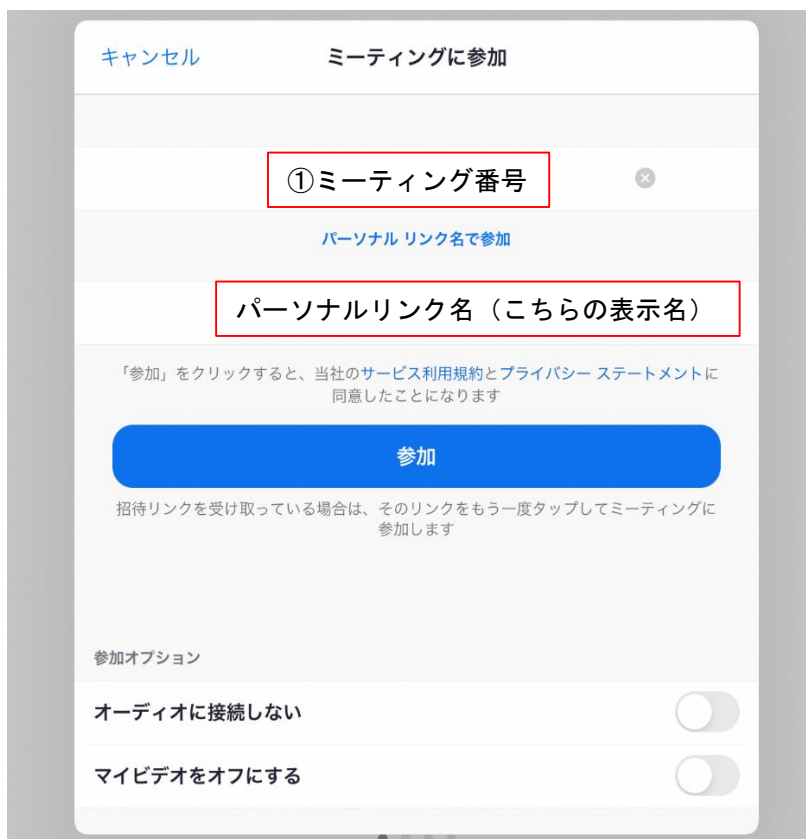 キャンセル ミーティングに参加
①ミーティング番号
パーソナル リンク名で参加
パーソナルリンク名（こちらの表示名）
「参加」をクリックすると、当社のサービス利用規約とプライバシー ステートメントに
同意したことになります
参加
招待リンクを受け取っている場合は、そのリンクをもう一度タップしてミーティングに
参加します
参加オプション
オーディオに接続しない
マイビデオをオフにする